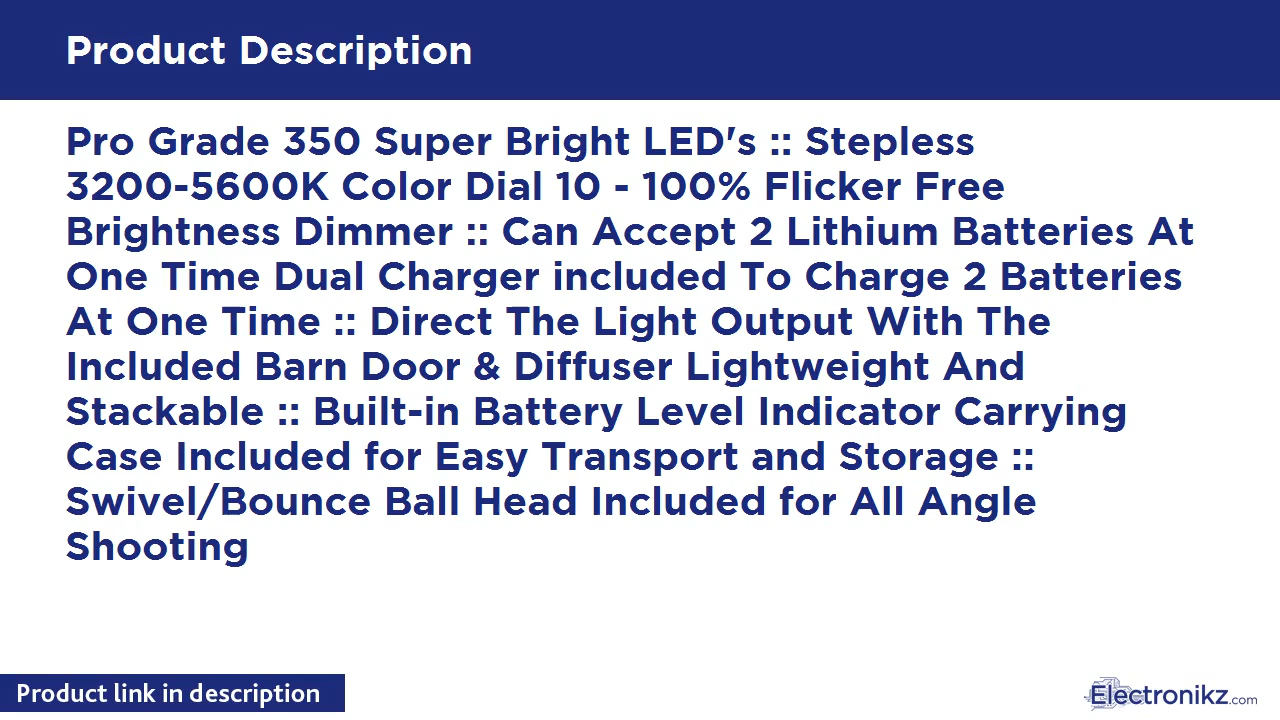 Product Description
Pro Grade 350 Super Bright LED's :: Stepless
3200-5600K Color Dial 10 - 100% Flicker Free
Brightness Dimmer :: Can Accept 2 Lithium Batteries At
One Time Dual Charger included To Charge 2 Batteries
At One Time :: Direct The Light Output With The
Included Barn Door & Diffuser Lightweight And
Stackable :: Built-in Battery Level Indicator Carrying
Case Included for Easy Transport and Storage ::
Swivel/Bounce Ball Head Included for All Angle
Shooting
Product link in description
Electronikz.com